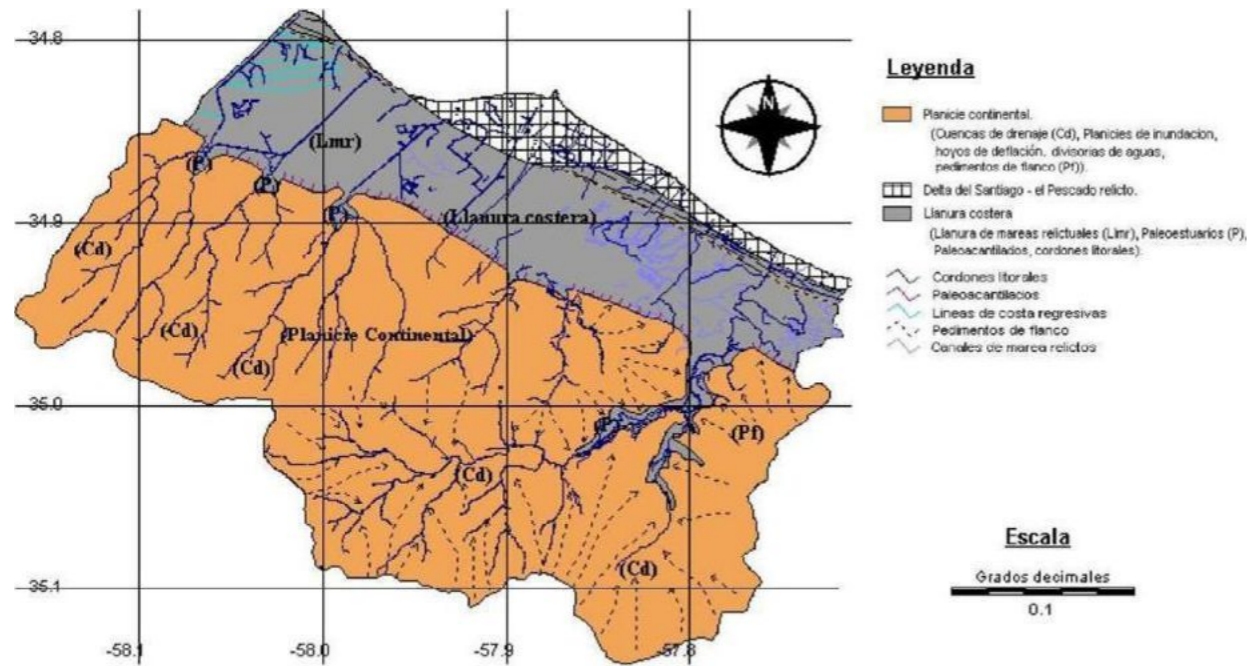 -34.8
-34.9
-35.0
-35.1
-58.1
-58.0
-57.9
-57.8
(Lmr)
(P)
(P)
(P)
(Llanura costera)
(Cd)
(Cd)
(Planicie Continental)
(Cd)
(P)
(Pf)
(Cd)
(Cd)
N
Leyenda
Planicie continental.
(Cuencas de drenaje (Cd), Planicies de inundacion,
hoyos de deflación, divisorias de aguas,
pedimentos de flanco (Pf)).
Delta del Santiago - el Pescado relicto.
Llanura costera
(Llanura de mareas relictuales (Lmr), Paleoestuarios (P),
Paleoacantilados, cordones litorales).
Cordones litorales
Paleoacantilados
Lineas de costa regresivas
Pedimentos de flanco
Canales de marea relictos
Escala
Grados decimales
0.1